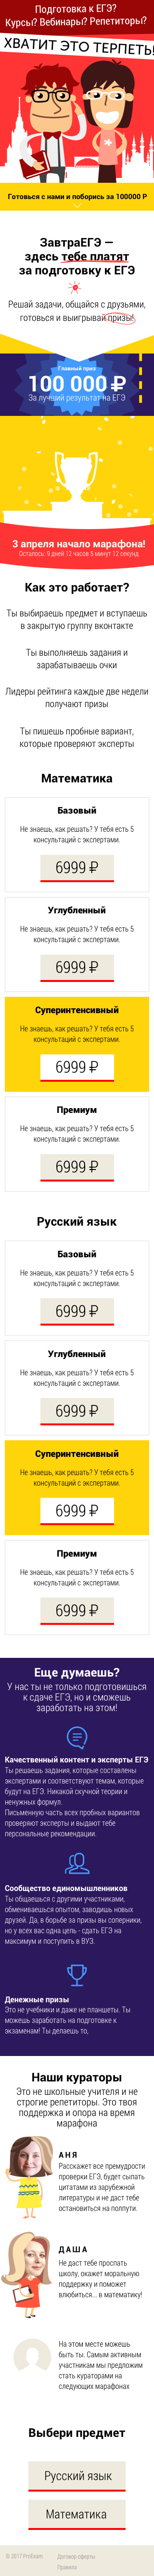 Подготовка к ЕГЭ?
Курсы? Вебинары? Репетиторы?
ХВАТИТ ЭТО ТЕРПЕТЬ!
Готовься с нами и поборись за 100000 Р
ЗавтраЕГЭ —
здесь тебе платят
за подготовку к ЕГЭ
Решай задачи, общайся с друзьями,
готовься и выигрывай призы!
Главный приз
100 000 ₽
За лучший результат на ЕГЭ
3 апреля начало марафона!
Осталось: 9 дней 12 часов 5 минут 12 секунд
Как это работает?
Ты выбираешь предмет и вступаешь
в закрытую группу вконтакте
Ты выполняешь задания и
зарабатываешь очки
Лидеры рейтинга каждые две недели
получают призы
Ты пишешь пробные вариант,
которые проверяют эксперты
Математика
Базовый
Не знаешь, как решать? У тебя есть 5
консультаций с экспертами.
6999 ₽
Углубленный
Не знаешь, как решать? У тебя есть 5
консультаций с экспертами.
6999 ₽
Суперинтенсивный
Не знаешь, как решать? У тебя есть 5
консультаций с экспертами.
6999 ₽
Премиум
Не знаешь, как решать? У тебя есть 5
консультаций с экспертами.
6999 ₽
Русский язык
Базовый
Не знаешь, как решать? У тебя есть 5
консультаций с экспертами.
6999 ₽
Углубленный
Не знаешь, как решать? У тебя есть 5
консультаций с экспертами.
6999 ₽
Суперинтенсивный
Не знаешь, как решать? У тебя есть 5
консультаций с экспертами.
6999 ₽
Премиум
Не знаешь, как решать? У тебя есть 5
консультаций с экспертами.
6999 ₽
Еще думаешь?
У нас ты не только подготовишься
к сдаче ЕГЭ, но и сможешь
заработать на этом!
Качественный контент и эксперты ЕГЭ
Ты решаешь задания, которые составлены
экспертами и соответствуют темам, которые
будут на ЕГЭ. Никакой скучной теории и
ненужных формул.
Письменную часть всех пробных вариантов
проверяют эксперты и выдают тебе
персональные рекомендации.
Сообщество единомышленников
Ты общаешься с другими участниками,
обмениваешься опытом, заводишь новых
друзей. Да, в борьбе за призы вы соперники,
но у всех вас одна цель - сдать ЕГЭ на
максимум и поступить в ВУЗ.
Денежные призы
Это не учебники и даже не планшеты. Ты
можешь заработать на подготовке к
экзаменам! Ты делаешь то,
Наши кураторы
Это не школьные учителя и не
строгие репетиторы. Это твоя
поддержка и опора на время
марафона
АНЯ
Расскажет все премудрости
проверки ЕГЭ, будет сыпать
цитатами из зарубежной
литературы и не даст тебе
остановиться на полпути.
ДАША
Не даст тебе проспать
школу, окажет моральную
поддержку и поможет
влюбиться... в математику!
На этом месте можешь
быть ты. Самым активным
участникам мы предложим
стать кураторами на
следующих марафонах
Выбери предмет
Русский язык
Математика
© 2017 ProExam
Договор оферты
Правила